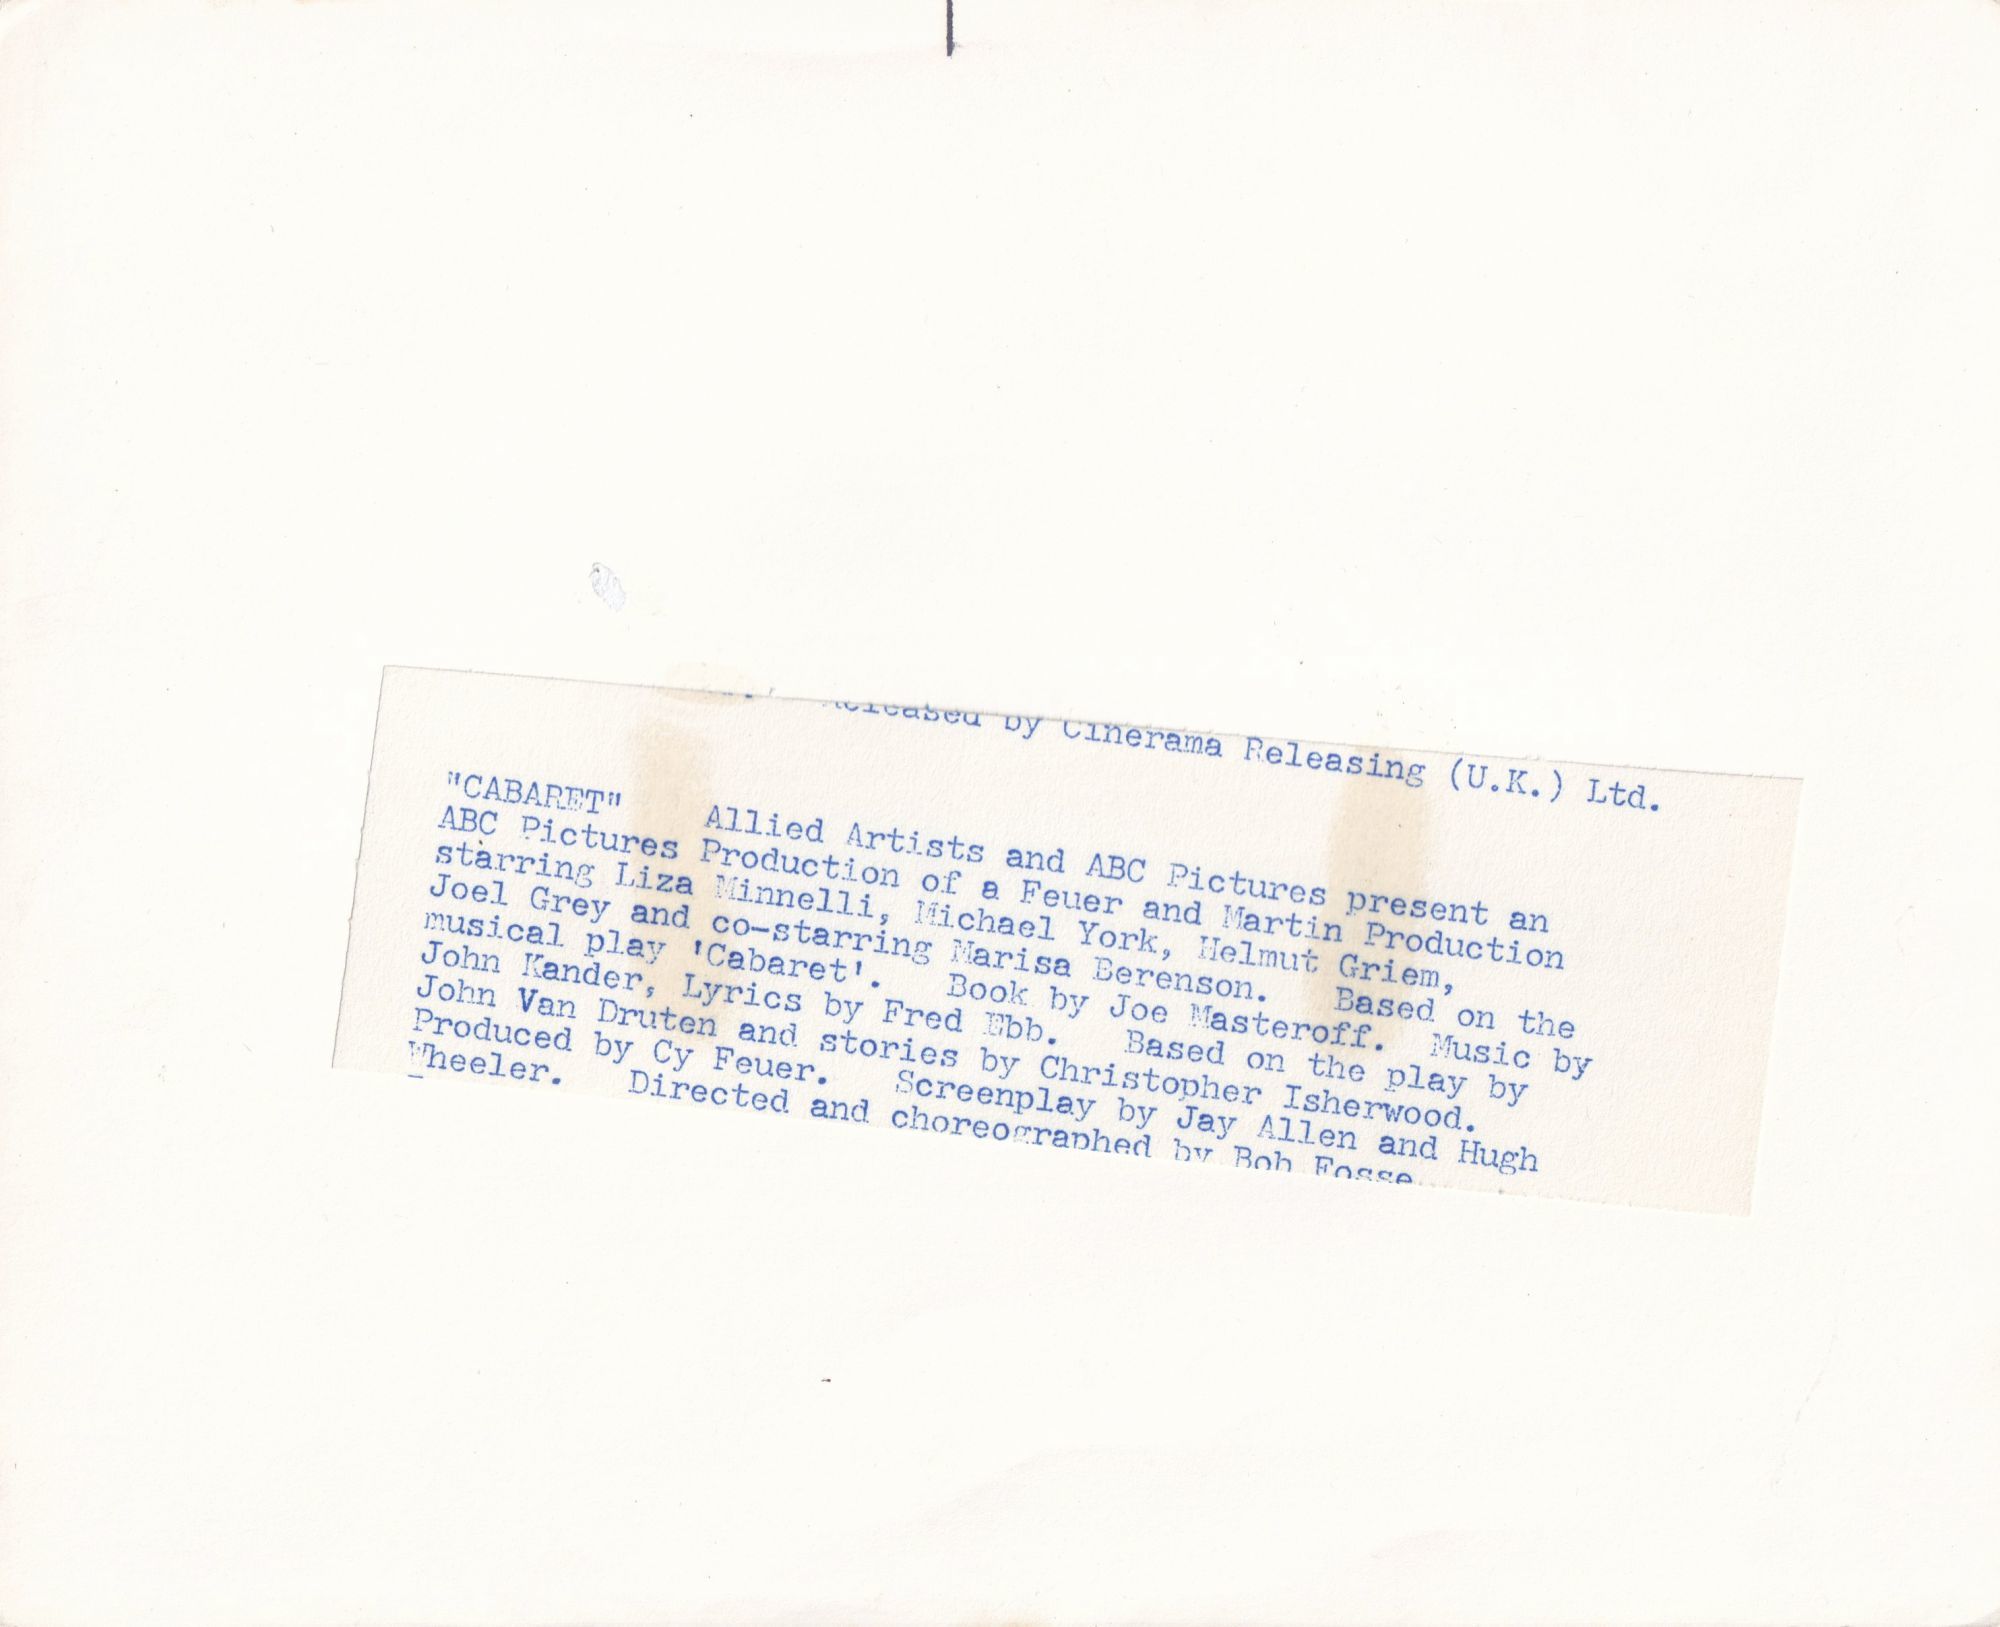 Released by Cinerama Releasing (U.K.) Ltd.
"CABARET" Allied Artists and ABC Pictures present an
ABC Pictures Production of a Feuer and Martin Production
starring Liza Minnelli, Michael York, Helmut Griem,
Joel Grey and co-starring Marisa Berenson. Based on the
musical play 'Cabaret'. Book by Joe Masteroff. Music by
John Kander, Lyrics by Fred Ebb. Based on the play by
John Van Druten and stories by Christopher Isherwood.
Produced by Cy Feuer. Screenplay by Jay Allen and Hugh
Wheeler. Directed and choreographed by Bob Fosse